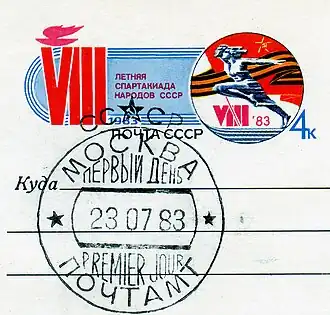 VIII
ЛЕТНЯЯ
СПАРТАКИАДА
НАРОДОВ СССР
VIII '83
1983
ПОЧТА СССР
4к
СССР
МОСКВА
ПЕРВЫЙ ДЕНЬ
Куда
23 07 83
PREMIER JOUR
ПОЧТАМТ